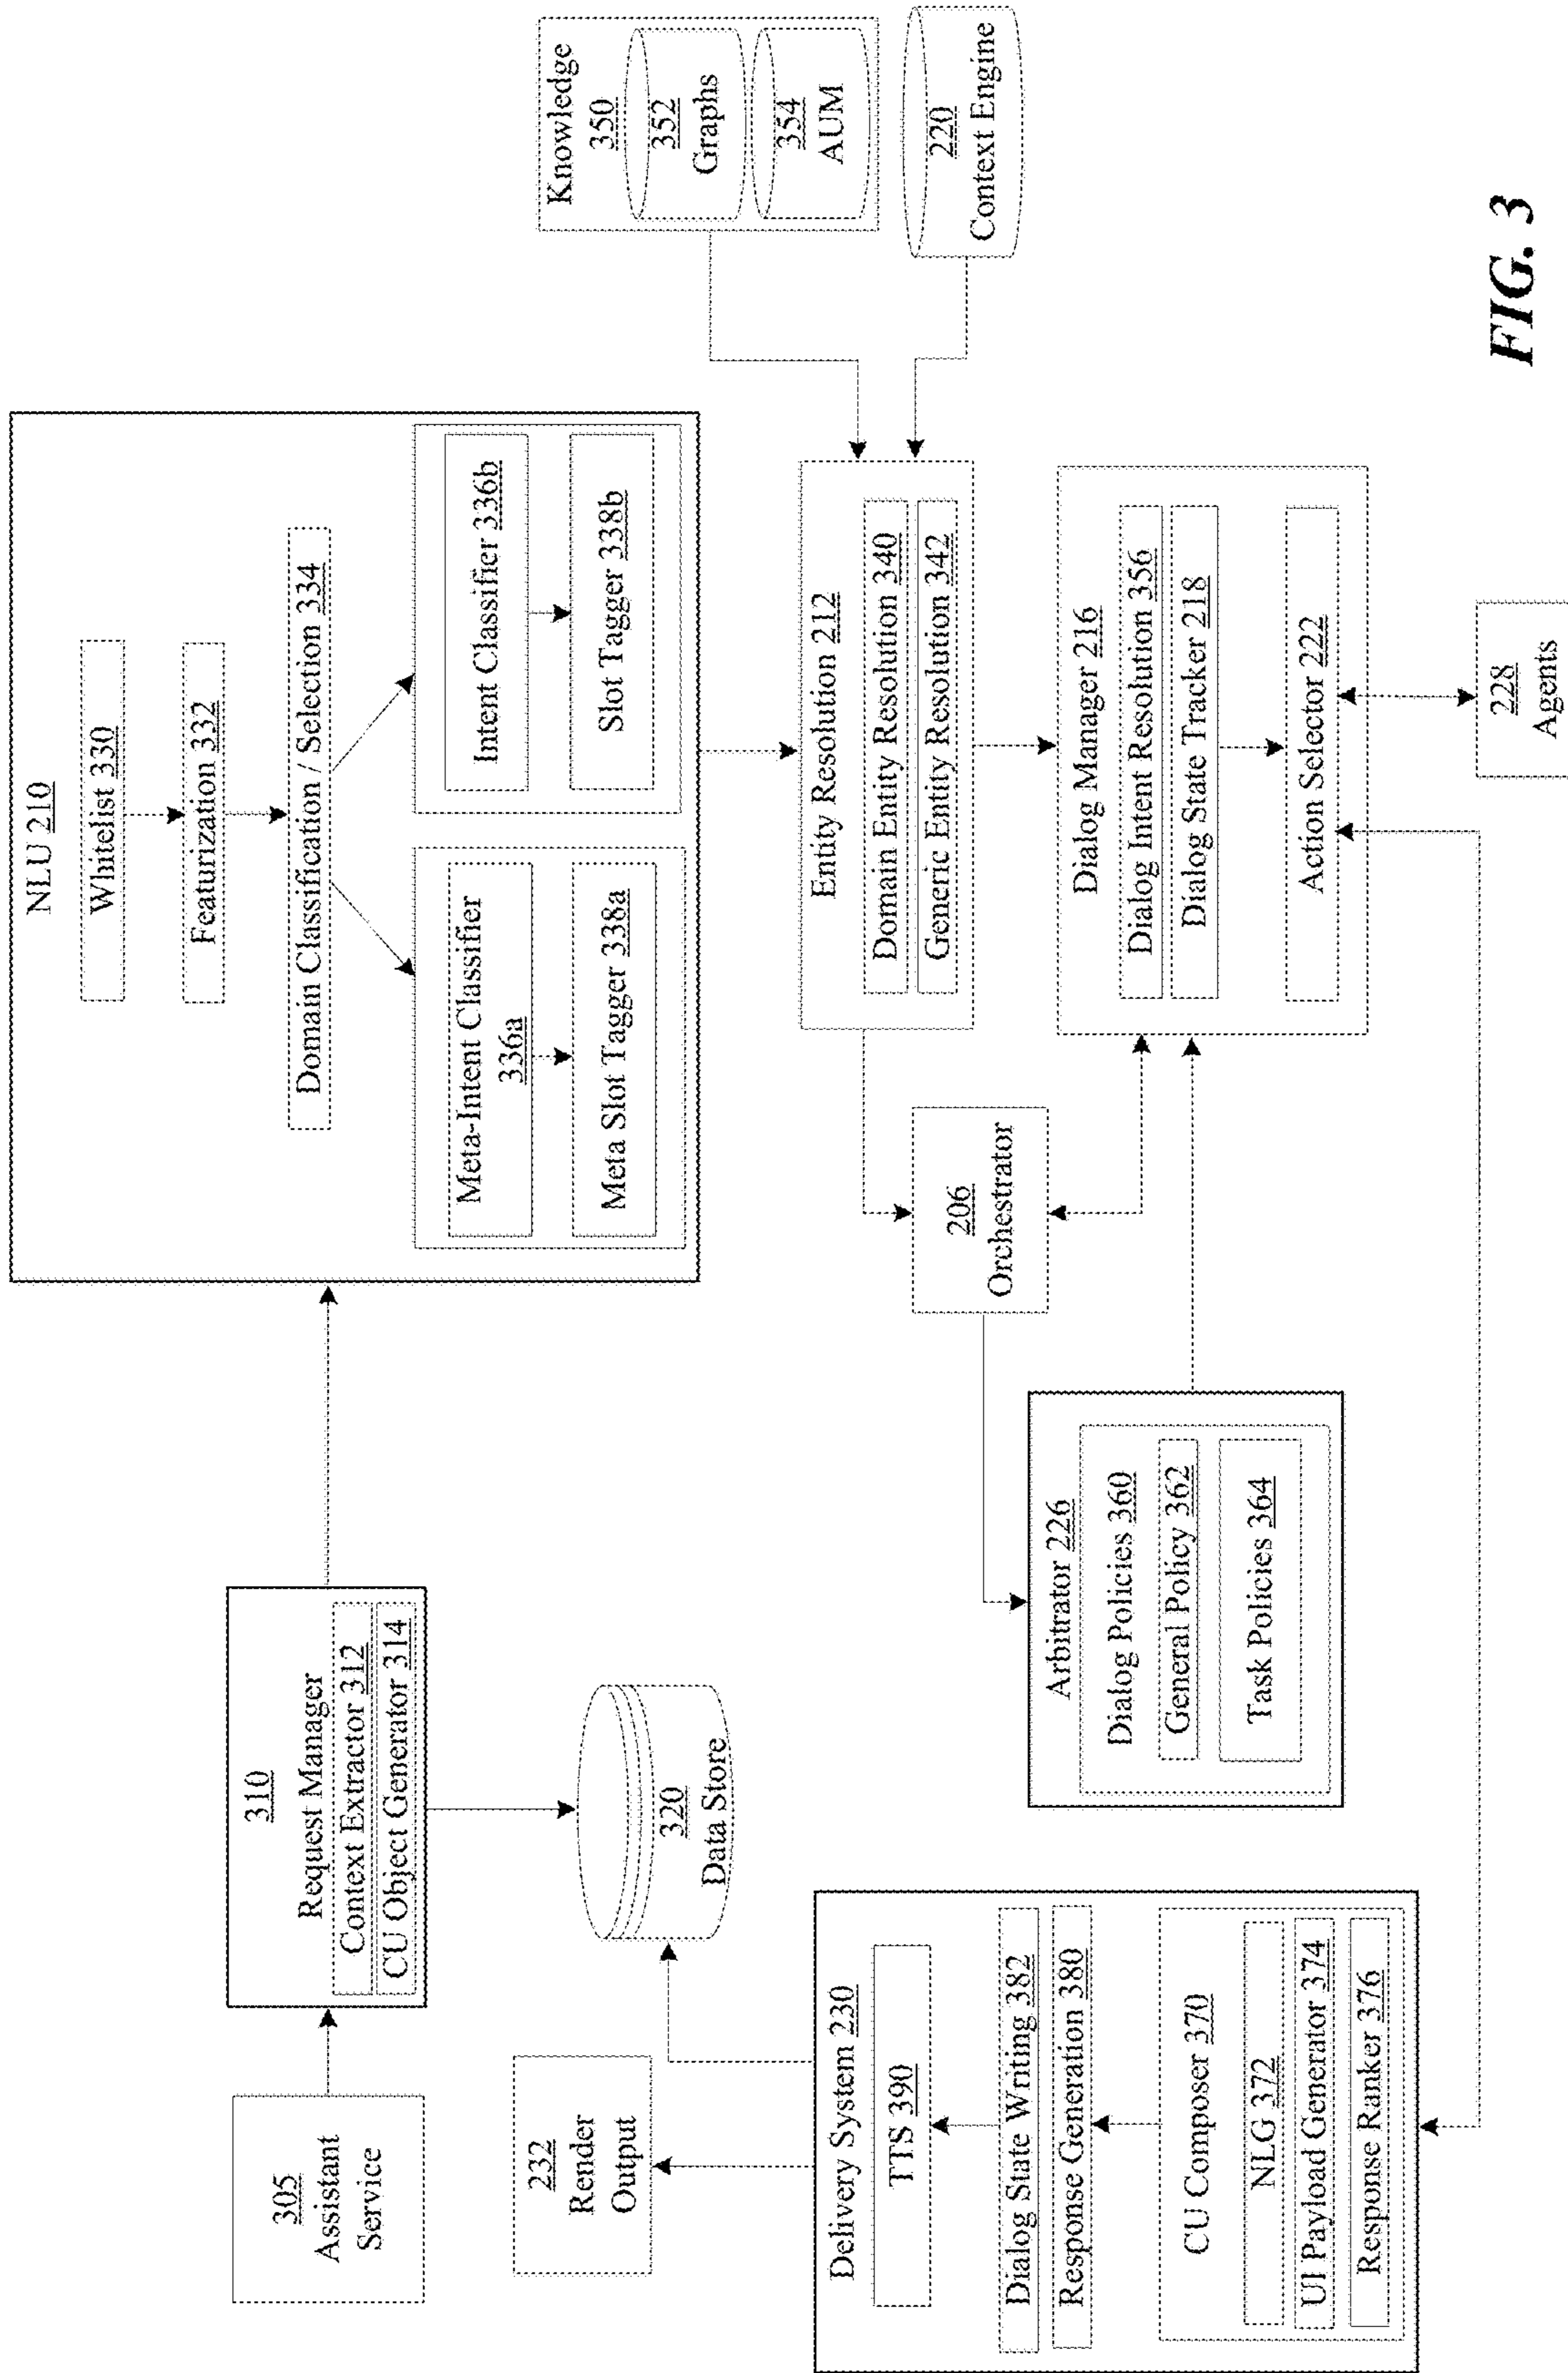 305
Assistant
Service
310
Request Manager
Context Extractor 312
CU Object Generator 314
NLU 210
Whitelist 330
Featurization 332
Domain Classification / Selection 334
Meta-Intent Classifier
336a
Meta Slot Tagger 338a
Intent Classifier 336b
Slot Tagger 338b
Knowledge
350
352
Graphs
354
AUM
220
Context Engine
232
Render
Output
320
Data Store
Entity Resolution 212
Domain Entity Resolution 340
Generic Entity Resolution 342
206
Orchestrator
Delivery System 230
TTS 390
Dialog State Writing 382
Response Generation 380
CU Composer 370
NLG 372
UI Payload Generator 374
Response Ranker 376
Arbitrator 226
Dialog Policies 360
General Policy 362
Task Policies 364
Dialog Manager 216
Dialog Intent Resolution 356
Dialog State Tracker 218
Action Selector 222
228
Agents
FIG. 3